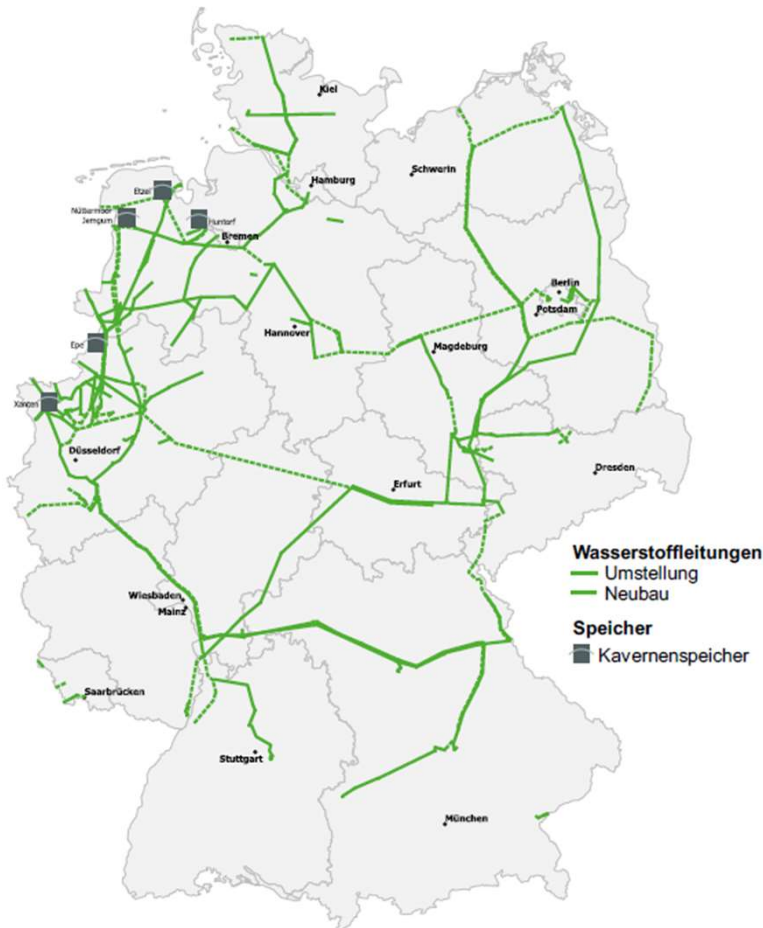 Kiel
Schwerin
Hamburg
Etzel
Nüttermoor
Jemgum
Huntorf
Bremen
Berlin
Potsdam
Hannover
Magdeburg
Epe
Xanten
Düsseldorf
Dresden
Erfurt
Wasserstoffleitungen
Umstellung
Neubau
Wiesbaden
Mainz
Speicher
Kavernenspeicher
Saarbrücken
Stuttgart
München